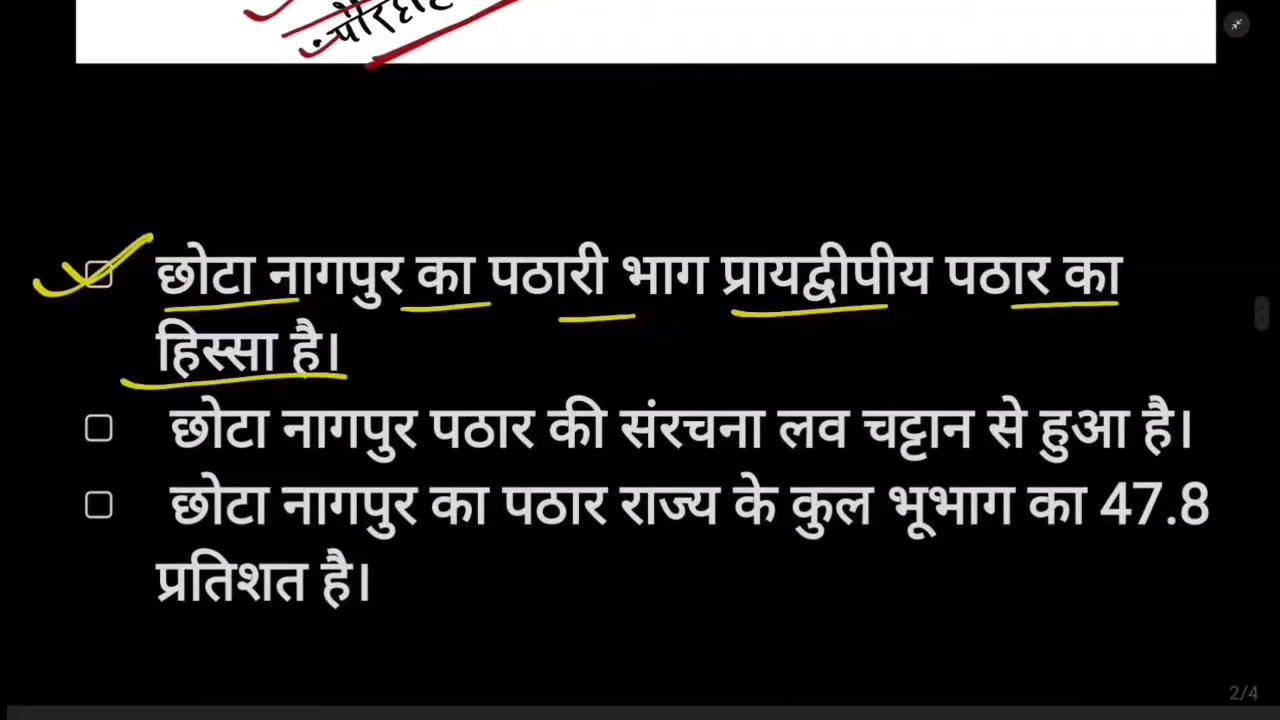 छोटा नागपुर का पठारी भाग प्रायद्वीपीय पठार का
हिस्सा है।
छोटा नागपुर पठार की संरचना लव चट्टान से हुआ है।
छोटा नागपुर का पठार राज्य के कुल भूभाग का 47.8
प्रतिशत है।
2/4